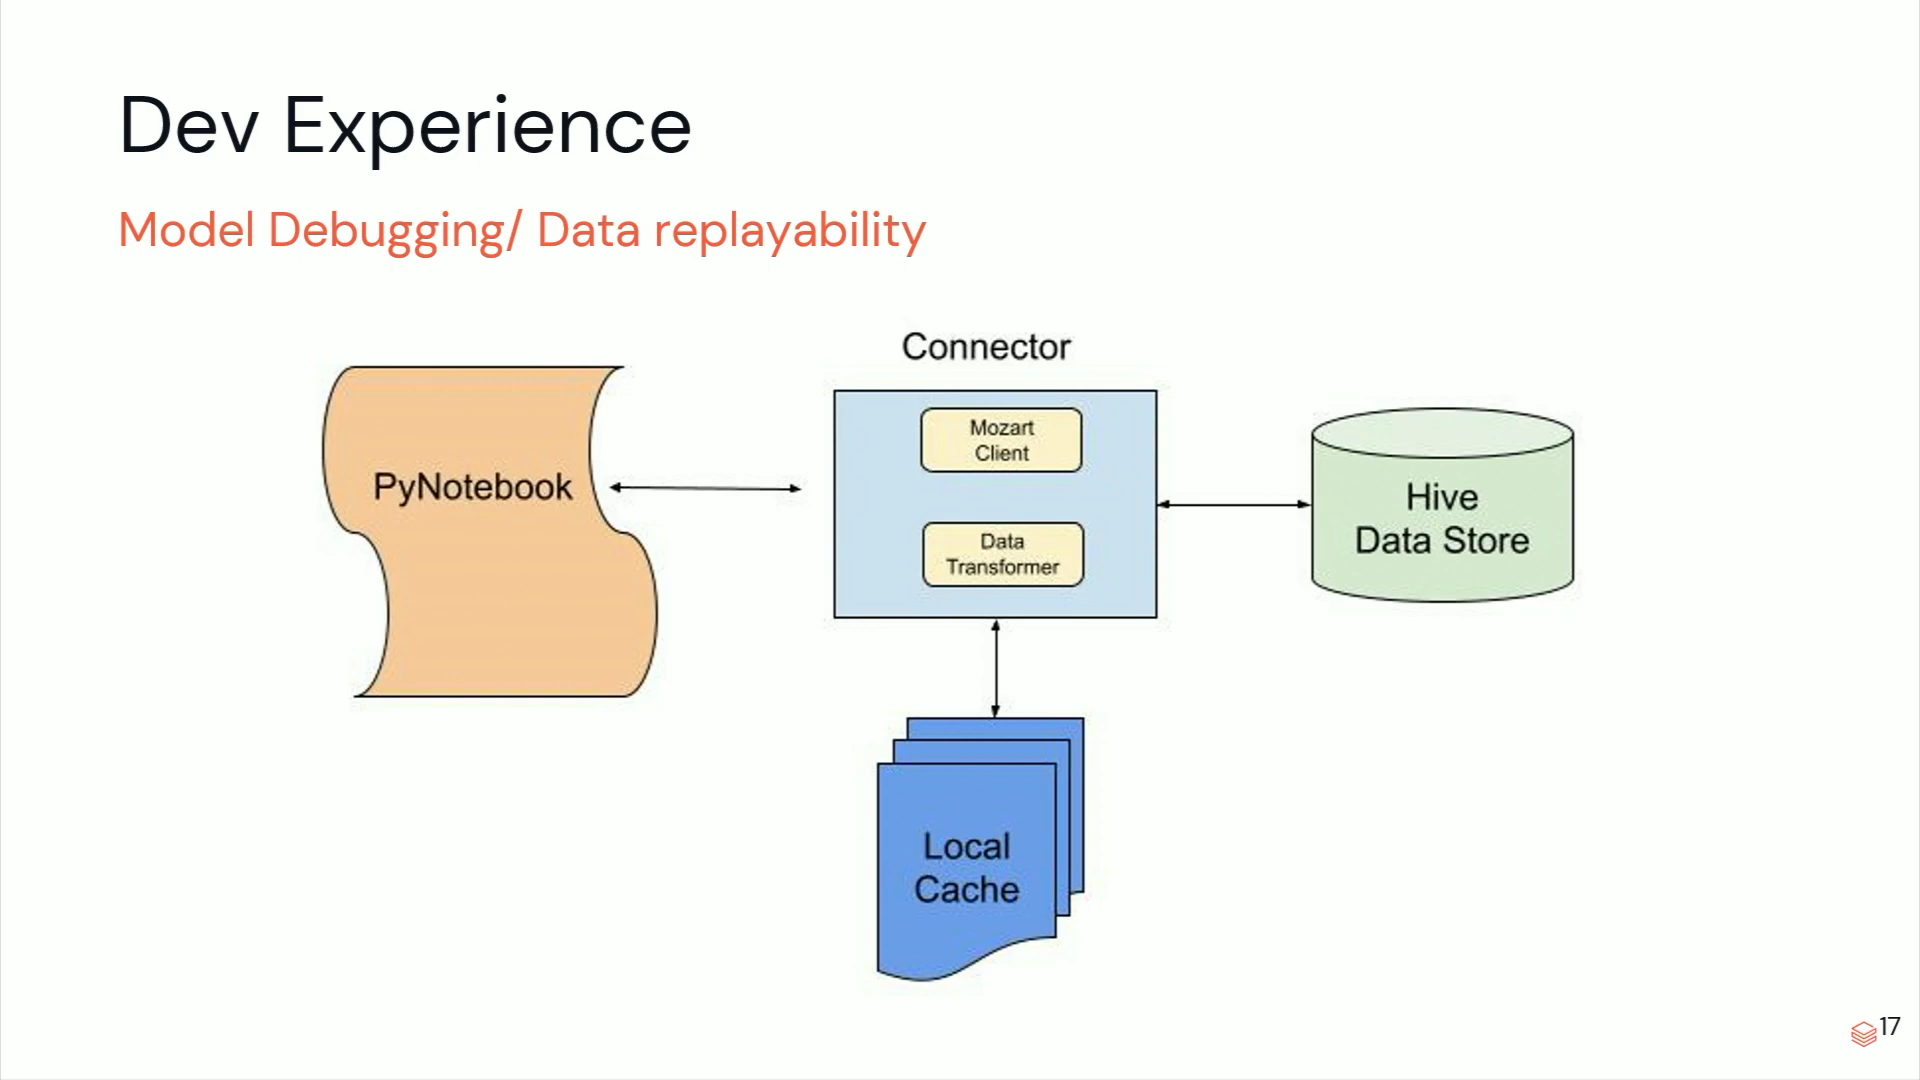 Dev Experience
Model Debugging/ Data replayability
Connector
PyNotebook
Mozart
Client
Data
Transformer
Hive
Data Store
Local
Cache
17